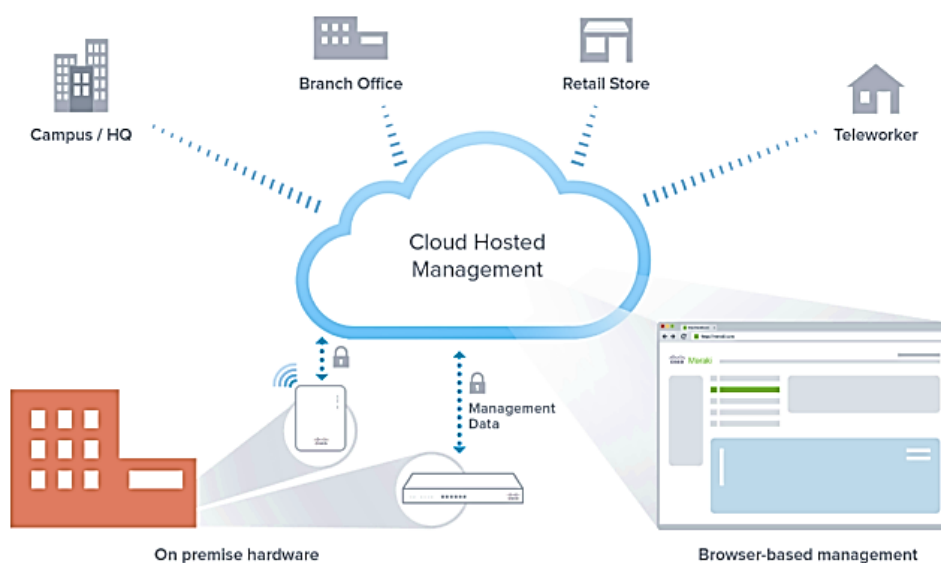 Branch Office
Retail Store
Campus / HQ
Teleworker
Cloud Hosted
Management
Management
Data
CISCO
Meraki
On premise hardware
Browser-based management